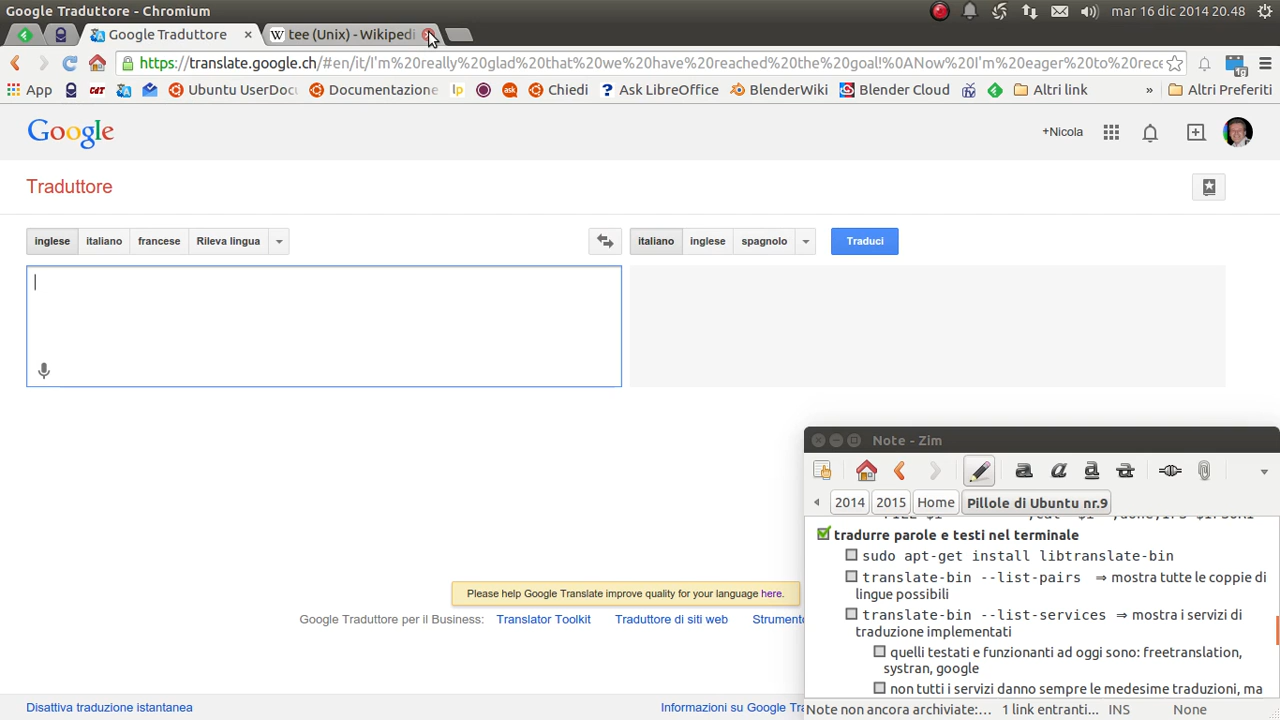 Google Traduttore - Chromium
mar 16 dic 2014 20.48
Google Traduttore
W tee (Unix) - Wikipedi
https://translate.google.ch/#en/it/I'm%20really%20glad%20that%20we%20have%20reached%20the%20goal!%0ANow%20I'm%20eager%20to%20rece
App
CDT
Ubuntu UserDocu
Documentazione
lp
ask
Chiedi
? Ask LibreOffice
BlenderWiki
Blender Cloud
tv
Altri link
»
Altri Preferiti
Google
+Nicola
Traduttore
inglese italiano francese Rileva lingua
italiano inglese spagnolo Traduci
Please help Google Translate improve quality for your language here.
Google Traduttore per il Business: Translator Toolkit Traduttore di siti web Strumento
Disattiva traduzione istantanea
Informazioni su Google Tra
Note - Zim
a a a a
2014 2015 Home Pillole di Ubuntu nr.9
tradurre parole e testi nel terminale
sudo apt-get install libtranslate-bin
translate-bin --list-pairs ⇒ mostra tutte le coppie di
lingue possibili
translate-bin --list-services ⇒ mostra i servizi di
traduzione implementati
quelli testati e funzionanti ad oggi sono: freetranslation,
systran, google
non tutti i servizi danno sempre le medesime traduzioni, ma
Note non ancora archiviate:... 1 link entranti... INS None